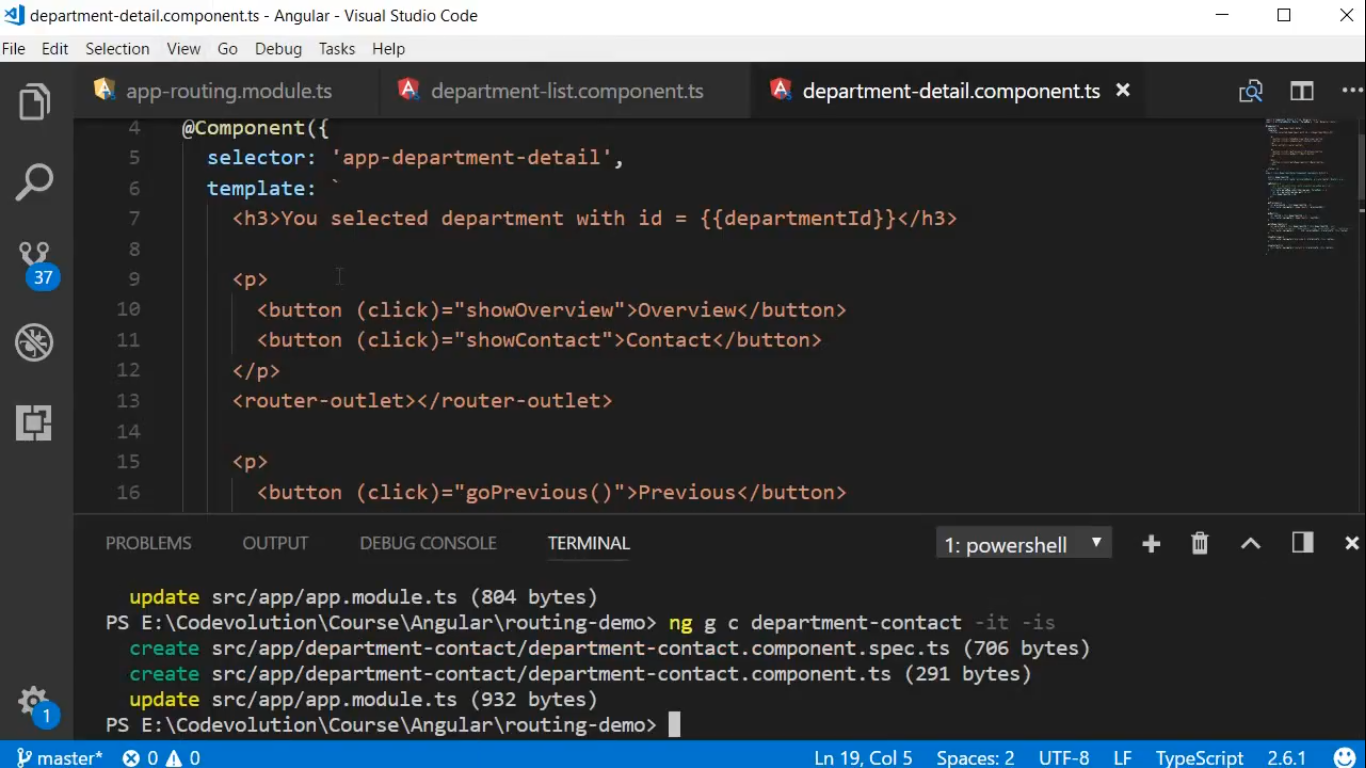 department-detail.component.ts - Angular - Visual Studio Code
File Edit Selection View Go Debug Tasks Help
app-routing.module.ts department-list.component.ts department-detail.component.ts
4 @Component({
5 selector: 'app-department-detail',
6 template: `
7 <h3>You selected department with id = {{departmentId}}</h3>
8
9 <p>
10 <button (click)="showOverview">Overview</button>
11 <button (click)="showContact">Contact</button>
12 </p>
13 <router-outlet></router-outlet>
14
15 <p>
16 <button (click)="goPrevious()">Previous</button>
37
PROBLEMS OUTPUT DEBUG CONSOLE TERMINAL 1: powershell
update src/app/app.module.ts (804 bytes)
PS E:\Codevolution\Course\Angular\routing-demo> ng g c department-contact -it -is
create src/app/department-contact/department-contact.component.spec.ts (706 bytes)
create src/app/department-contact/department-contact.component.ts (291 bytes)
update src/app/app.module.ts (932 bytes)
PS E:\Codevolution\Course\Angular\routing-demo>
1
master* 0 0 Ln 19, Col 5 Spaces: 2 UTF-8 LF TypeScript 2.6.1